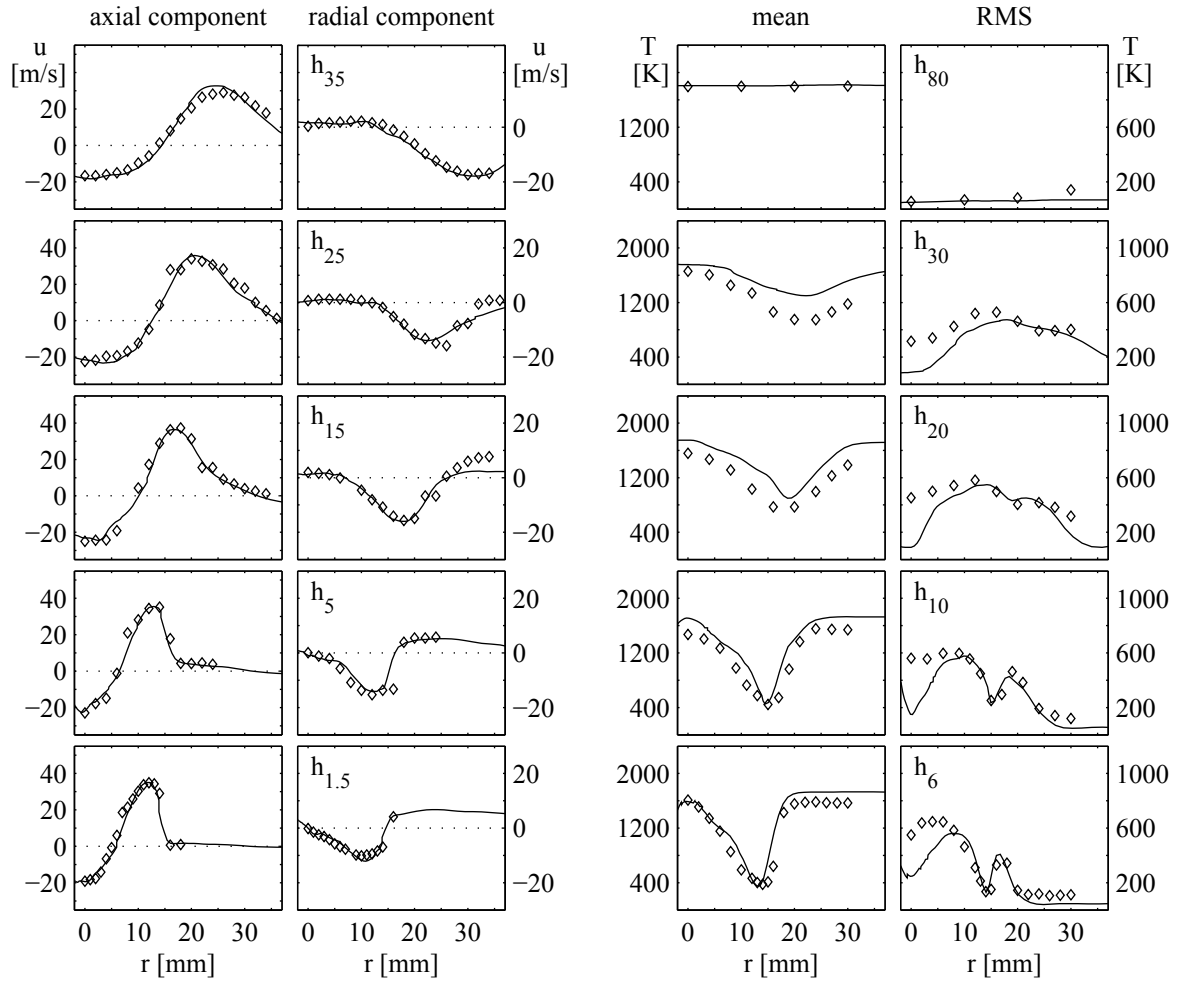 axial component radial component mean RMS
u u T T
[m/s] [m/s] [K] [K]
h35 h80
20 0 1200 600
0 −20 400 200
−20
h25 h30
40 20 2000 1000
20 0 1200 600
0 −20 400 200
−20
h15 h20
40 20 2000 1000
20 0 1200 600
0 −20 400 200
−20
h5 h10
40 20 2000 1000
20 0 1200 600
0 −20 400 200
−20
h1.5 h6
40 20 2000 1000
20 0 1200 600
0 −20 400 200
−20
0 10 20 30 0 10 20 30 0 10 20 30 0 10 20 30
r [mm] r [mm] r [mm] r [mm]